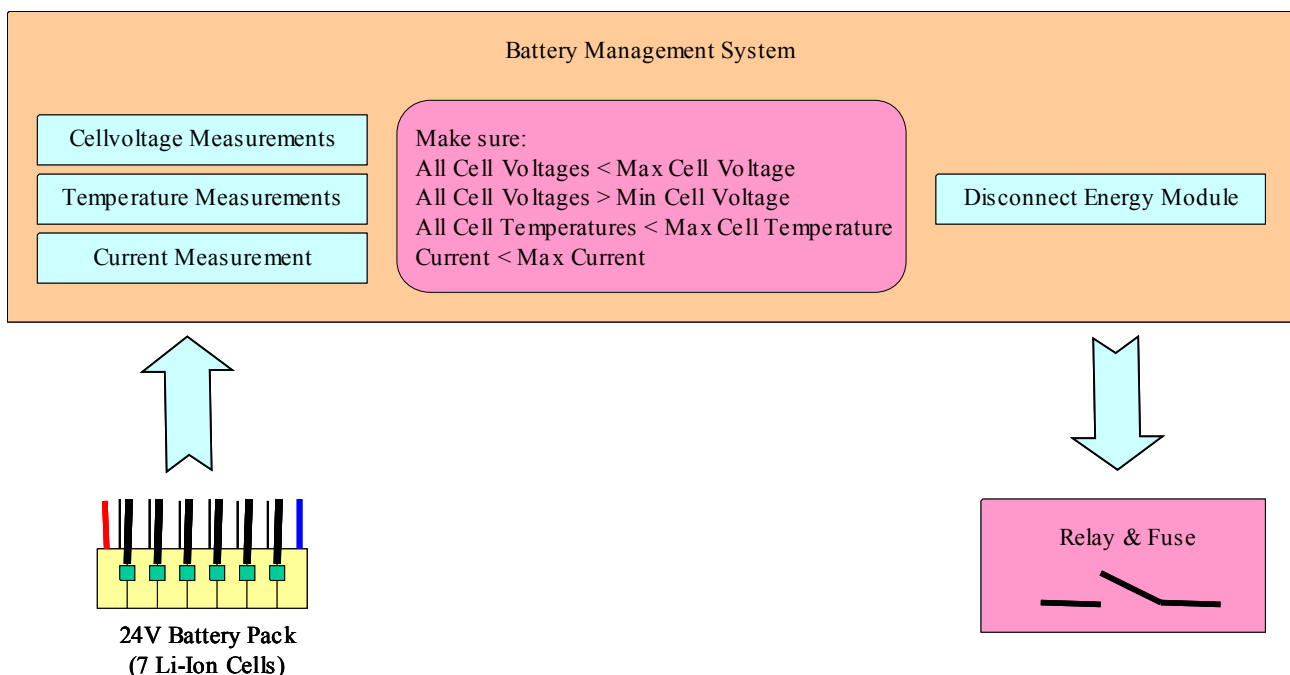 Battery Management System
Cellvoltage Measurements
Temperature Measurements
Current Measurement
Make sure:
All Cell Voltages < Max Cell Voltage
All Cell Voltages > Min Cell Voltage
All Cell Temperatures < Max Cell Temperature
Current < Max Current
Disconnect Energy Module
24V Battery Pack
(7 Li-Ion Cells)
Relay & Fuse